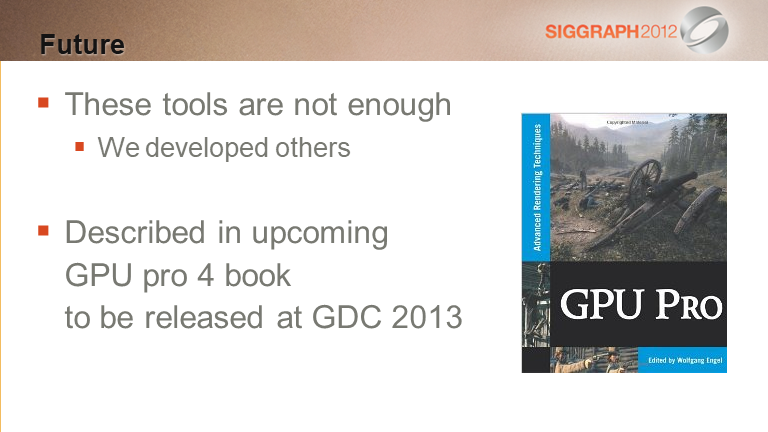 Future
SIGGRAPH2012
These tools are not enough
We developed others
Described in upcoming
GPU pro 4 book
to be released at GDC 2013
Copyrighted Material
Advanced Rendering Techniques
GPU PRO
Edited by Wolfgang Engel